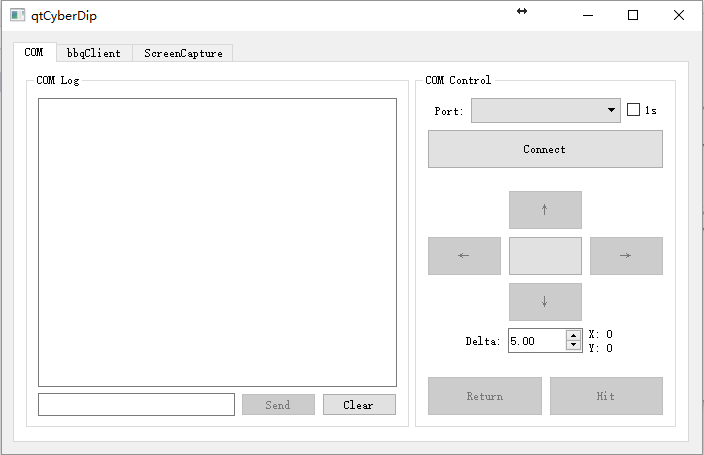 qtCyberDip
COM bbqClient ScreenCapture
COM Log
COM Control
Port: 1s
Connect
↑
← →
↓
Delta: 5.00 X: 0
Y: 0
Send Clear
Return Hit